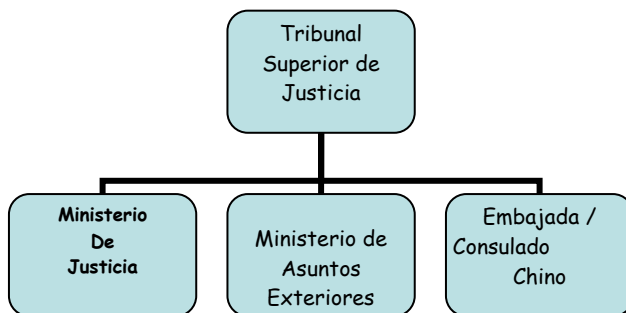 Tribunal
Superior de
Justicia
Ministerio
De
Justicia
Ministerio de
Asuntos
Exteriores
Embajada /
Consulado
Chino